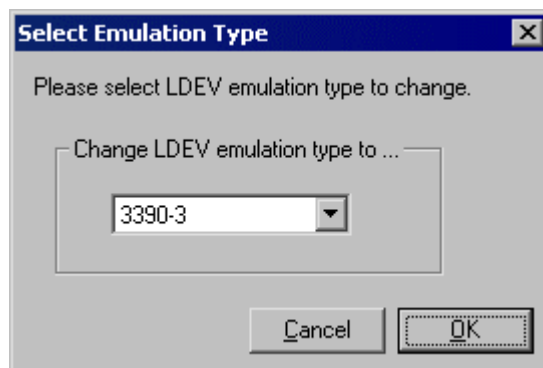 Select Emulation Type
Please select LDEV emulation type to change.
Change LDEV emulation type to ...
3390-3
Cancel OK